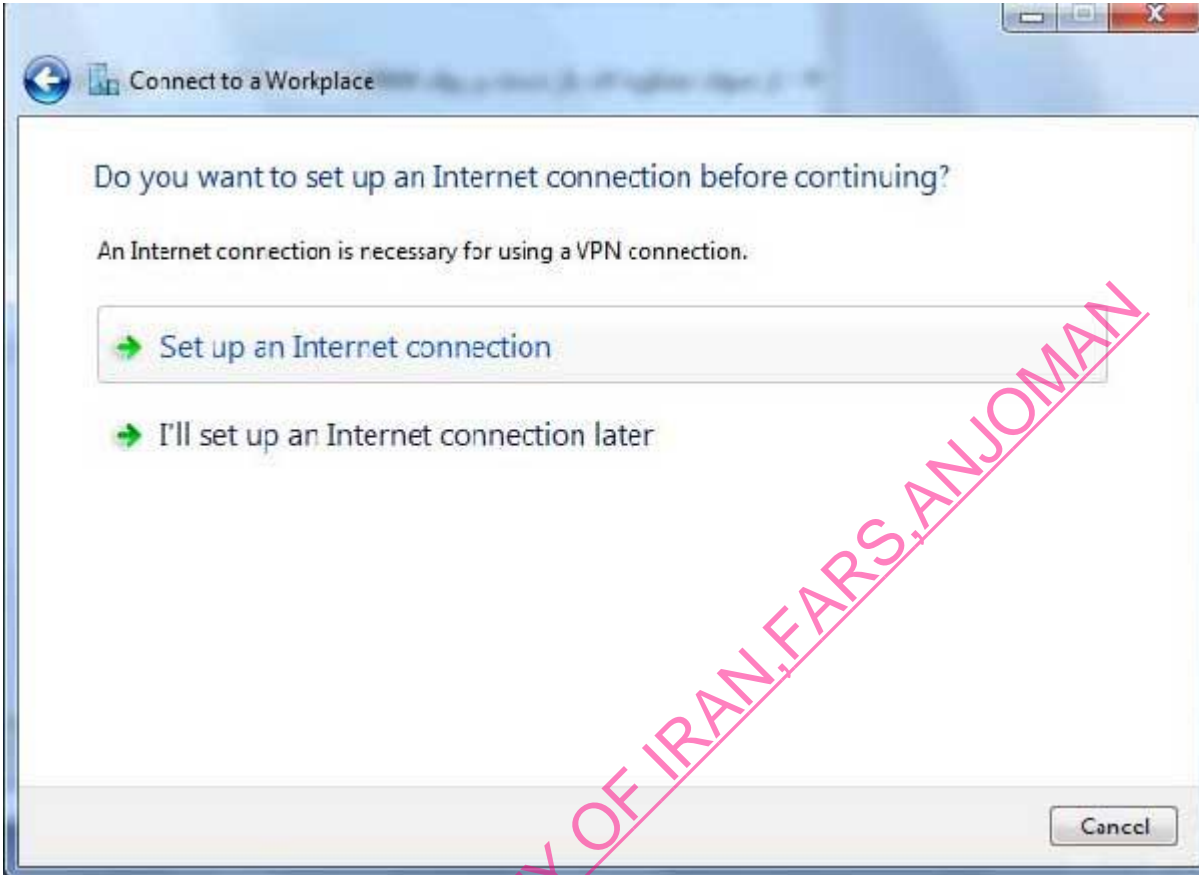 Connect to a Workplace
Do you want to set up an Internet connection before continuing?
An Internet connection is necessary for using a VPN connection.
Set up an Internet connection
I'll set up an Internet connection later
OF IRAN,FARS,ANJOMAN
Cancel